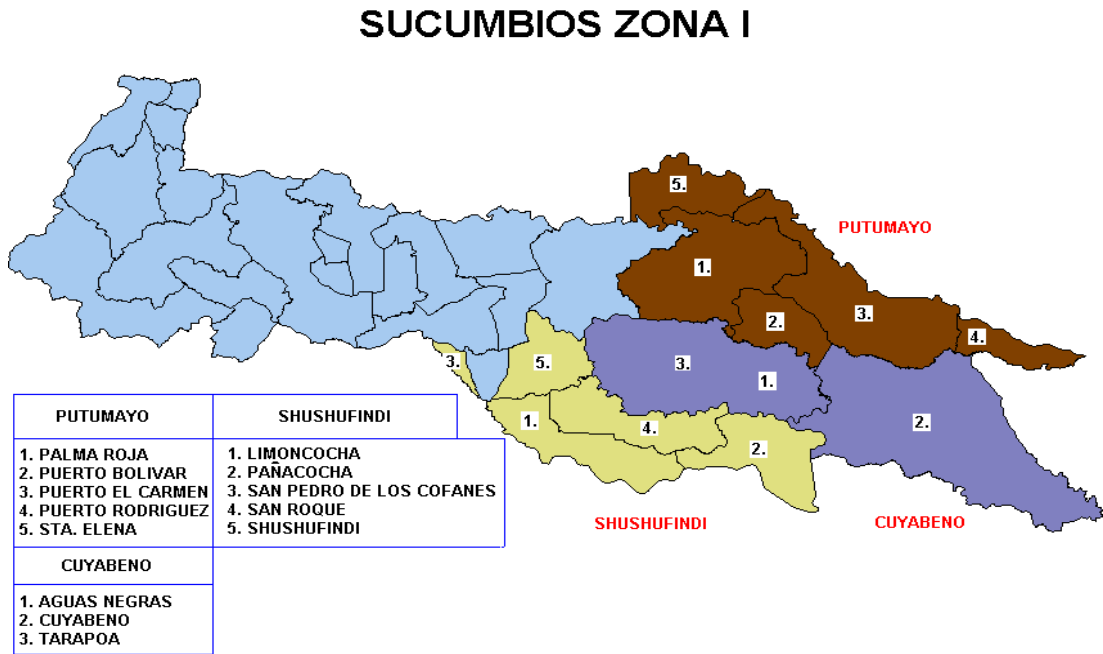 SUCUMBIOS ZONA I
5.
PUTUMAYO
1.
2.
3.
4.
3.
5.
3.
1.
2.
1.
4.
2.
SHUSHUFINDI
CUYABENO
PUTUMAYO
1. PALMA ROJA
2. PUERTO BOLIVAR
3. PUERTO EL CARMEN
4. PUERTO RODRIGUEZ
5. STA. ELENA
SHUSHUFINDI
1. LIMONCOCHA
2. PAÑACOCHA
3. SAN PEDRO DE LOS COFANES
4. SAN ROQUE
5. SHUSHUFINDI
CUYABENO
1. AGUAS NEGRAS
2. CUYABENO
3. TARAPOA